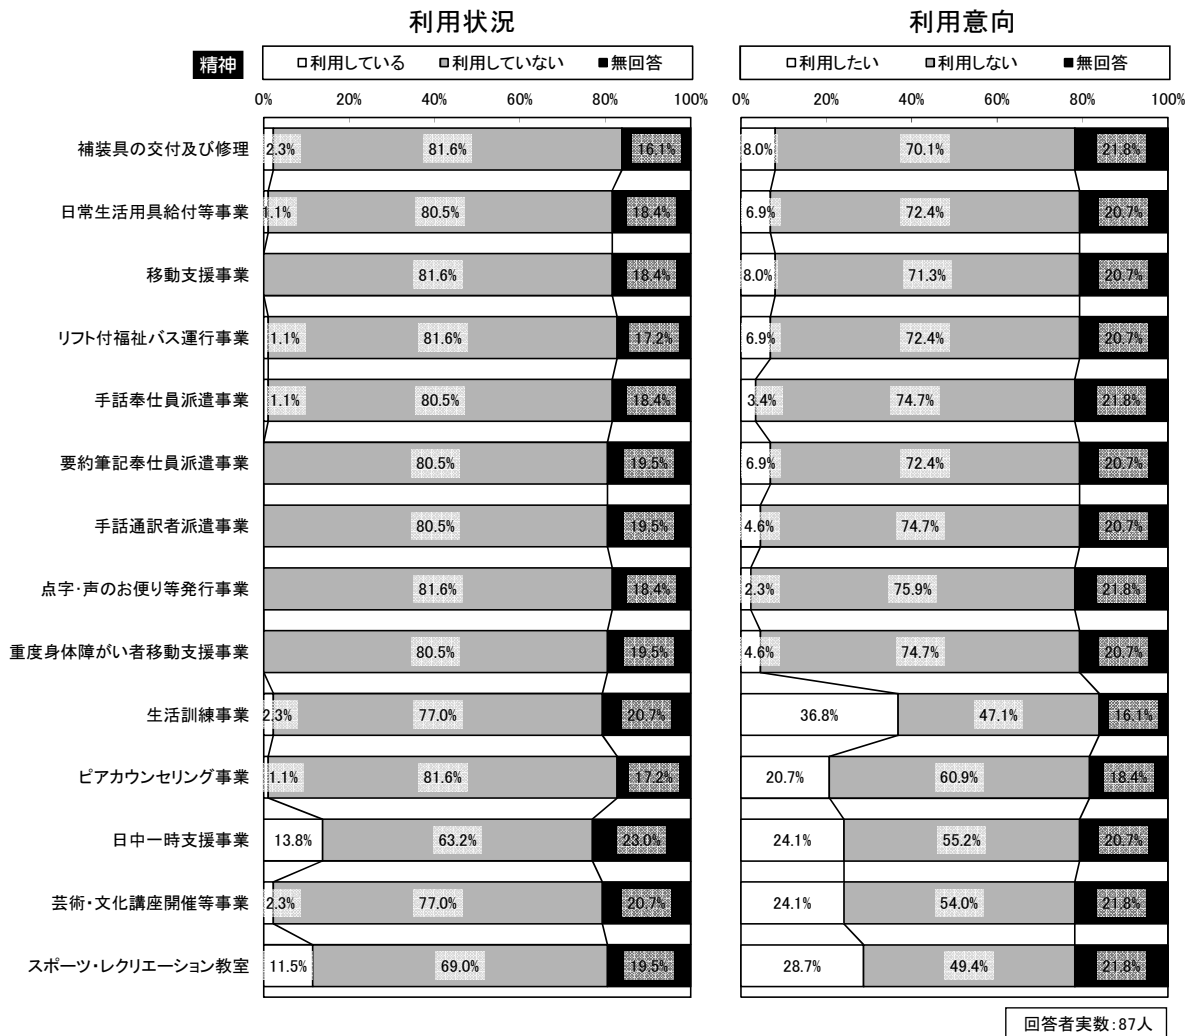 利用状況
利用意向
精神
利用している 利用していない 無回答
利用したい 利用しない 無回答
0% 20% 40% 60% 80% 100%
0% 20% 40% 60% 80% 100%
補装具の交付及び修理 2.3% 81.6% 16.1% 8.0% 70.1% 21.8%
日常生活用具給付等事業 1.1% 80.5% 18.4% 6.9% 72.4% 20.7%
移動支援事業 81.6% 18.4% 8.0% 71.3% 20.7%
リフト付福祉バス運行事業 1.1% 81.6% 17.2% 6.9% 72.4% 20.7%
手話奉仕員派遣事業 1.1% 80.5% 18.4% 3.4% 74.7% 21.8%
要約筆記奉仕員派遣事業 80.5% 19.5% 6.9% 72.4% 20.7%
手話通訳者派遣事業 80.5% 19.5% 4.6% 74.7% 20.7%
点字・声のお便り等発行事業 81.6% 18.4% 2.3% 75.9% 21.8%
重度身体障がい者移動支援事業 80.5% 19.5% 4.6% 74.7% 20.7%
生活訓練事業 2.3% 77.0% 20.7% 36.8% 47.1% 16.1%
ピアカウンセリング事業 1.1% 81.6% 17.2% 20.7% 60.9% 18.4%
日中一時支援事業 13.8% 63.2% 23.0% 24.1% 55.2% 20.7%
芸術・文化講座開催等事業 2.3% 77.0% 20.7% 24.1% 54.0% 21.8%
スポーツ・レクリエーション教室 11.5% 69.0% 19.5% 28.7% 49.4% 21.8%
回答者実数:87人